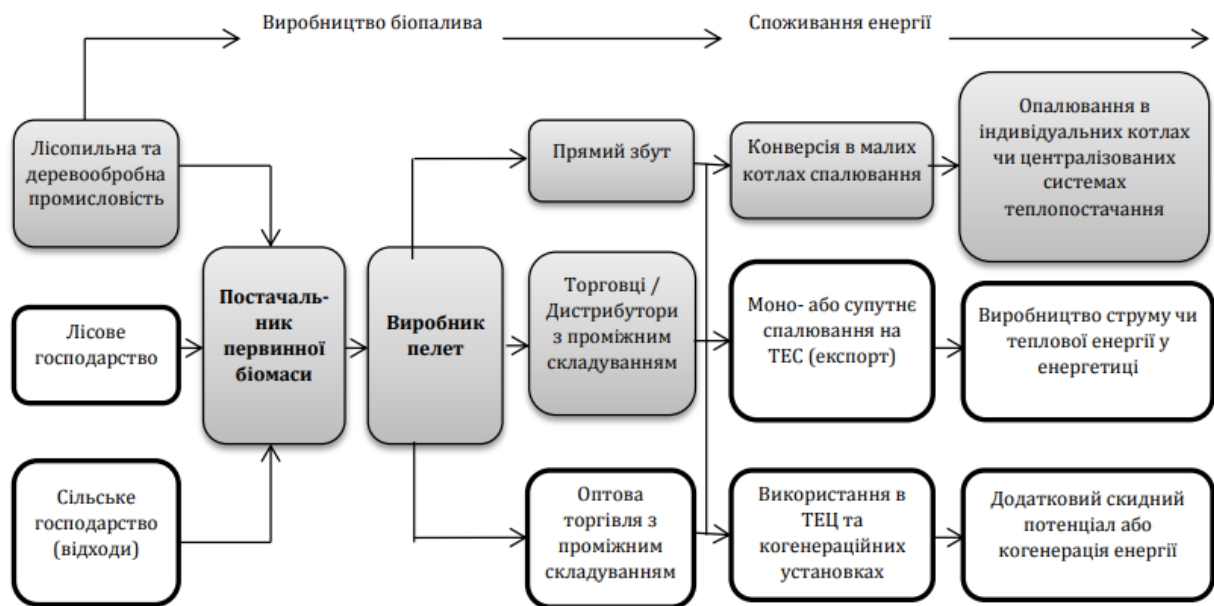 Виробництво біопалива
Споживання енергії
Лісопильна та
деревообробна
промисловість
Прямий збут
Конверсія в малих
котлах спалювання
Опалювання в
індивідуальних котлах
чи централізованих
системах
теплопостачання
Лісове
господарство
Постачаль-
ник
первинної
біомаси
Виробник
пелет
Торговці /
Дистрибутори
з проміжним
складуванням
Моно- або супутнє
спалювання на
ТЕС (експорт)
Виробництво струму чи
теплової енергії у
енергетиці
Сільське
господарство
(відходи)
Оптова
торгівля з
проміжним
складуванням
Використання в
ТЕЦ та
когенераційних
установках
Додатковий скидний
потенціал або
когенерація енергії